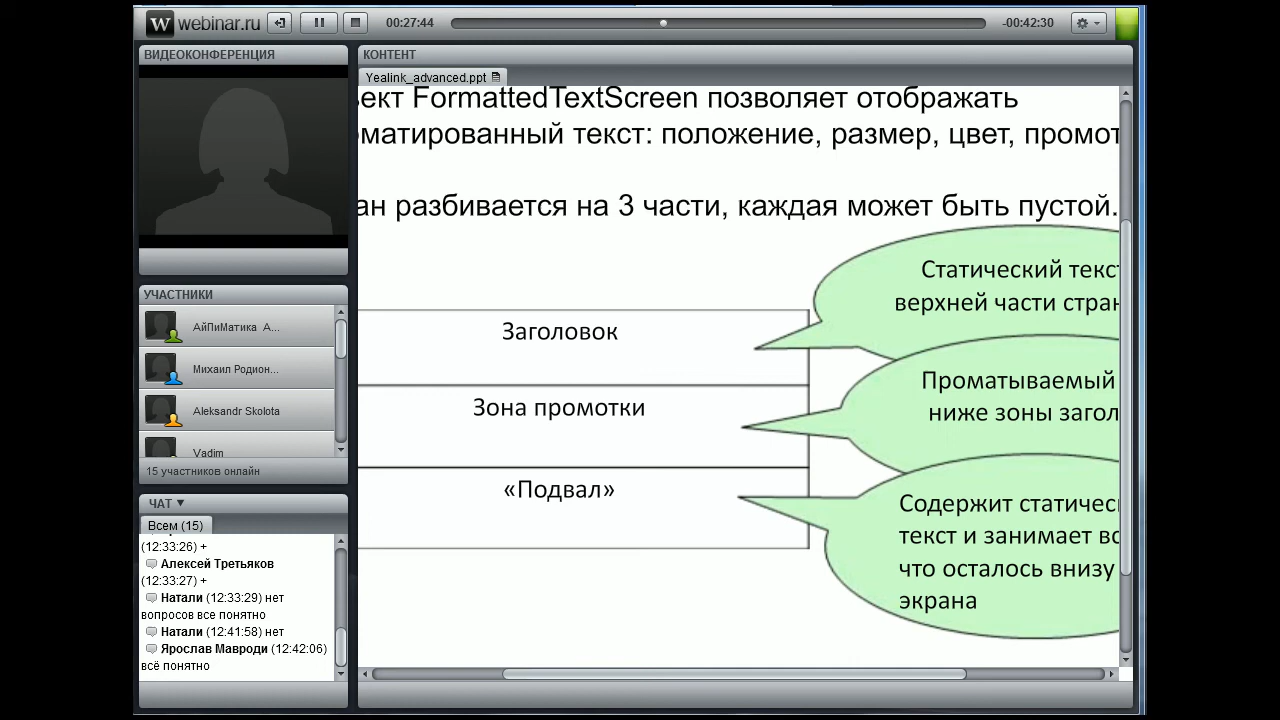 W webinar.ru
00:27:44
-00:42:30
ВИДЕОКОНФЕРЕНЦИЯ
УЧАСТНИКИ
АйПиМатика А...
Михаил Родион...
Aleksandr Skolota
Vadim
15 участников онлайн
ЧАТ
Всем (15)
(12:33:26) +
Алексей Третьяков
(12:33:27) +
Натали (12:33:29) нет
вопросов все понятно
Натали (12:41:58) нет
Ярослав Мавроди (12:42:06)
всё понятно
КОНТЕНТ
Yealink_advanced.ppt
ъект FormattedTextScreen позволяет отображать
рматированный текст: положение, размер, цвет, промот
ан разбивается на 3 части, каждая может быть пустой.
Заголовок
Зона промотки
«Подвал»
Статический текст
верхней части стран
Проматываемый
ниже зоны загол
Содержит статичес
текст и занимает вс
что осталось внизу
экрана